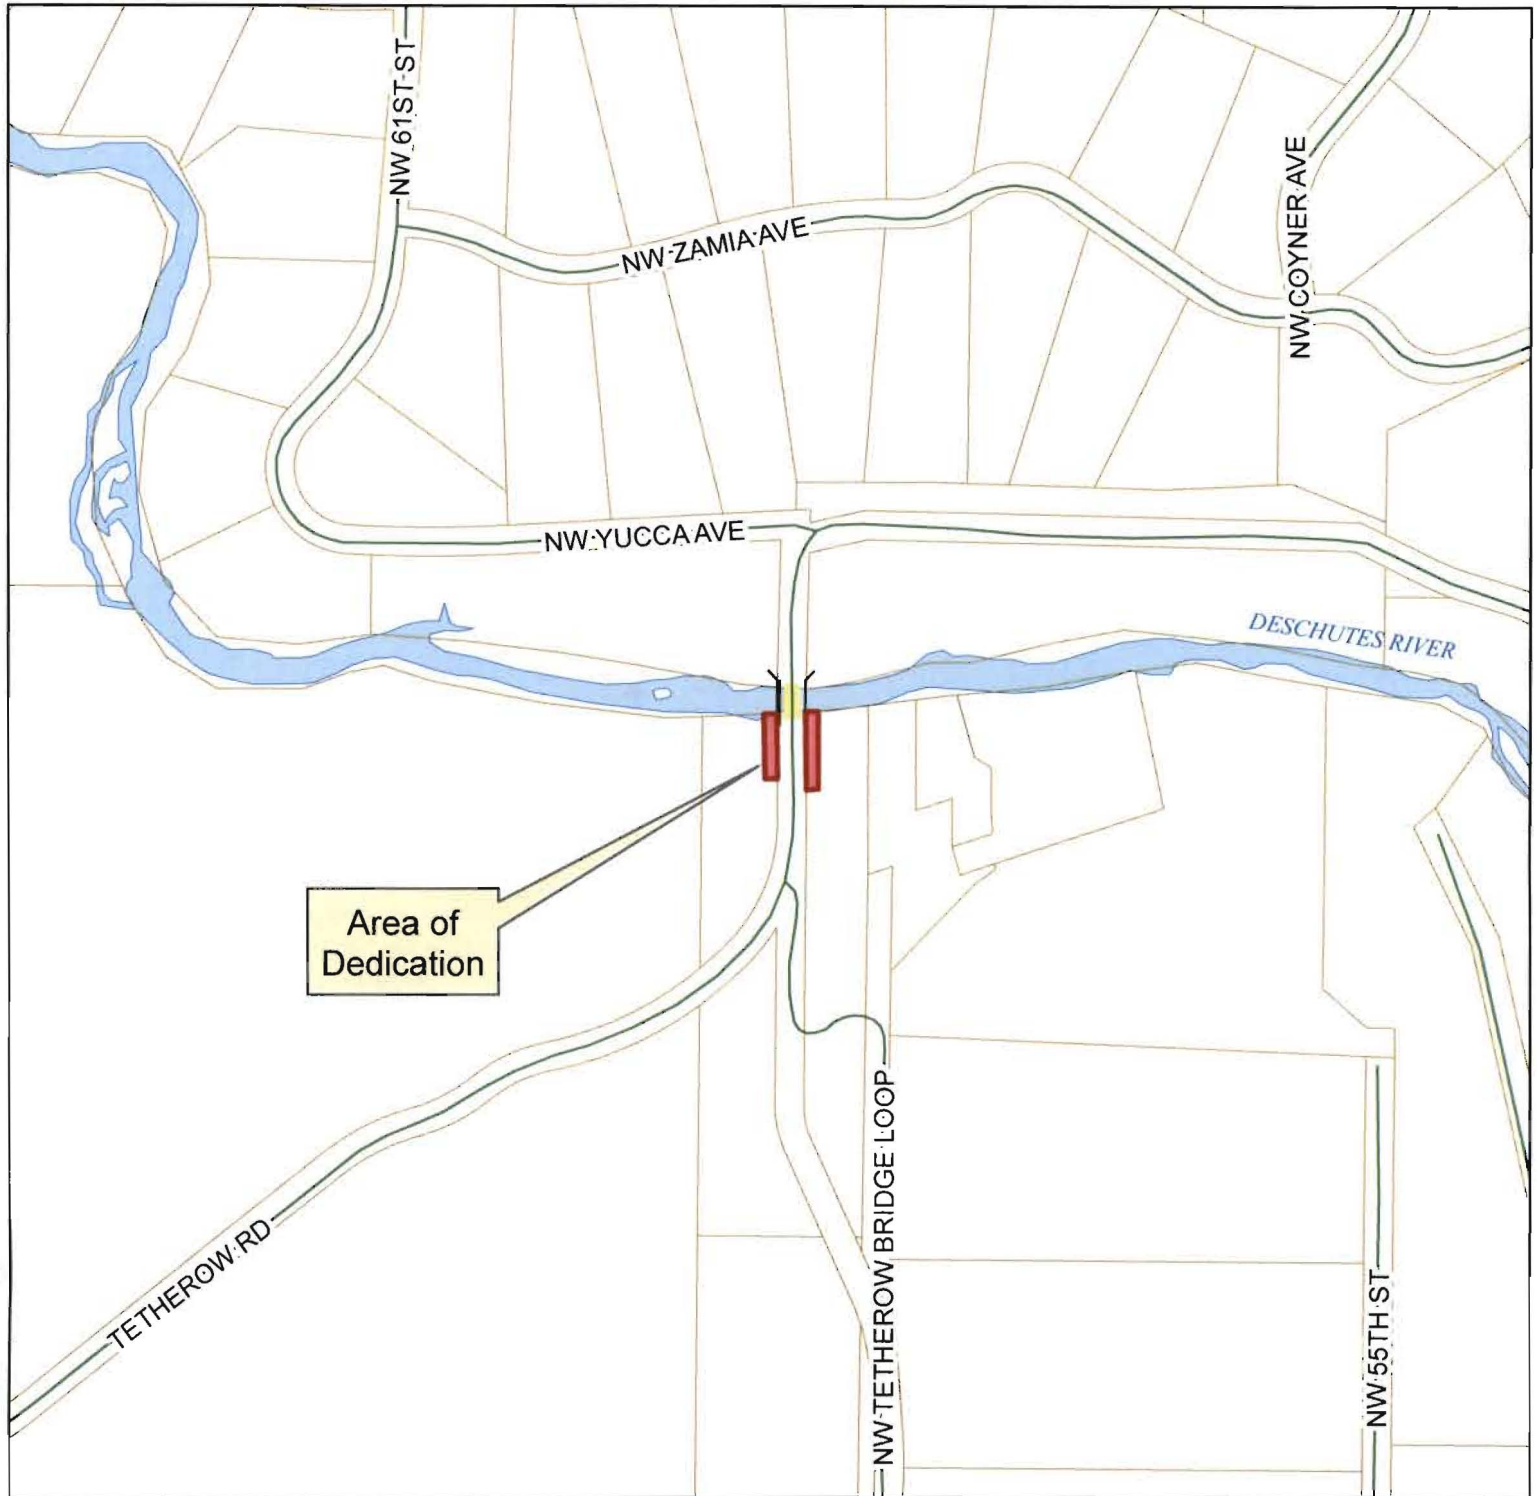 NW 61ST ST
NW COYNER AVE
NW ZAMIA AVE
NW YUCCA AVE
DESCHUTES RIVER
Area of
Dedication
TETHEROW RD
NW TETHEROW BRIDGE LOOP
NW 55TH ST